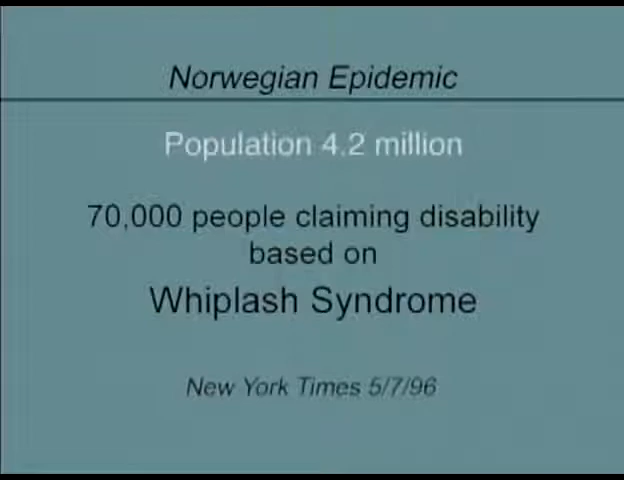 Norwegian Epidemic
Population 4.2 million
70,000 people claiming disability
based on
Whiplash Syndrome
New York Times 5/7/96